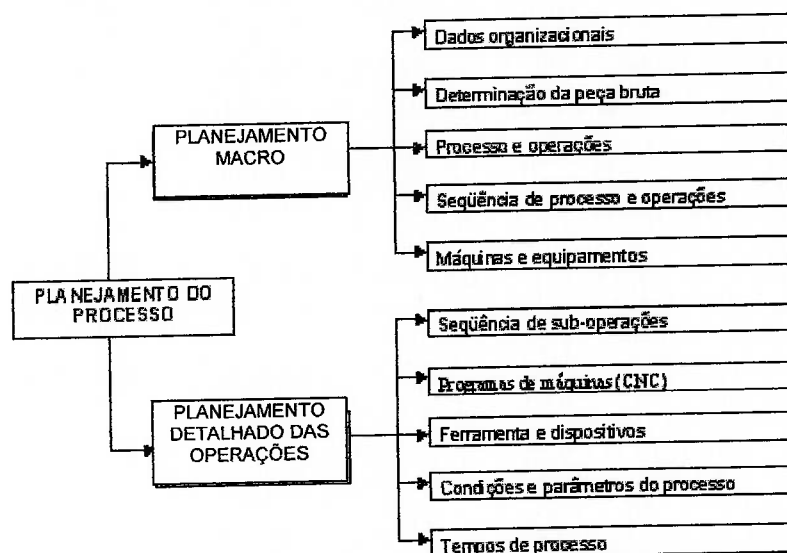 Dados organizacionais
Determinação da peça bruta
PLANEJAMENTO
MACRO
Processo e operações
Seqüência de processo e operações
Máquinas e equipamentos
PLANEJAMENTO DO
PROCESSO
Seqüência de sub-operações
Programas de máquinas (CNC)
PLANEJAMENTO
DETALHADO DAS
OPERAÇÕES
Ferramenta e dispositivos
Condições e parâmetros do processo
Tempos de processo